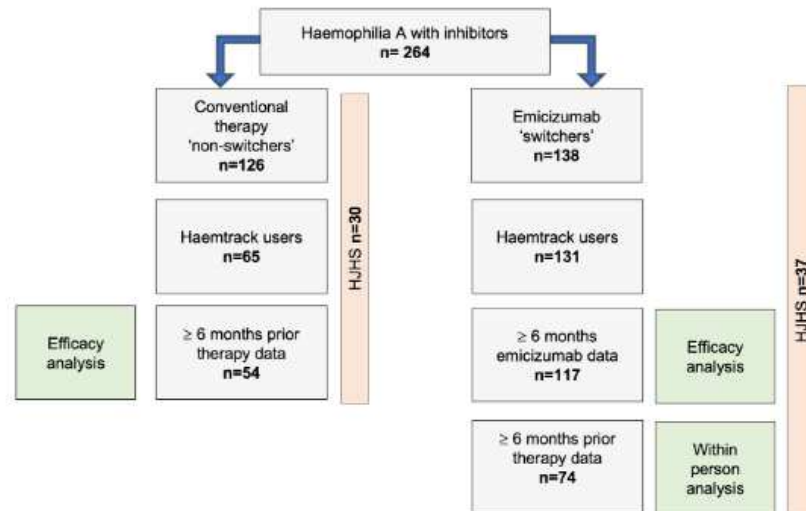 Haemophilia A with inhibitors
n= 264
Conventional
therapy
'non-switchers'
n=126
Haemtrack users
n=65
Efficacy
analysis
≥ 6 months prior
therapy data
n=54
HJHS n=30
Emicizumab
'switchers'
n=138
Haemtrack users
n=131
≥ 6 months
emicizumab data
n=117
Efficacy
analysis
≥ 6 months prior
therapy data
n=74
Within
person
analysis
HJHS n=37